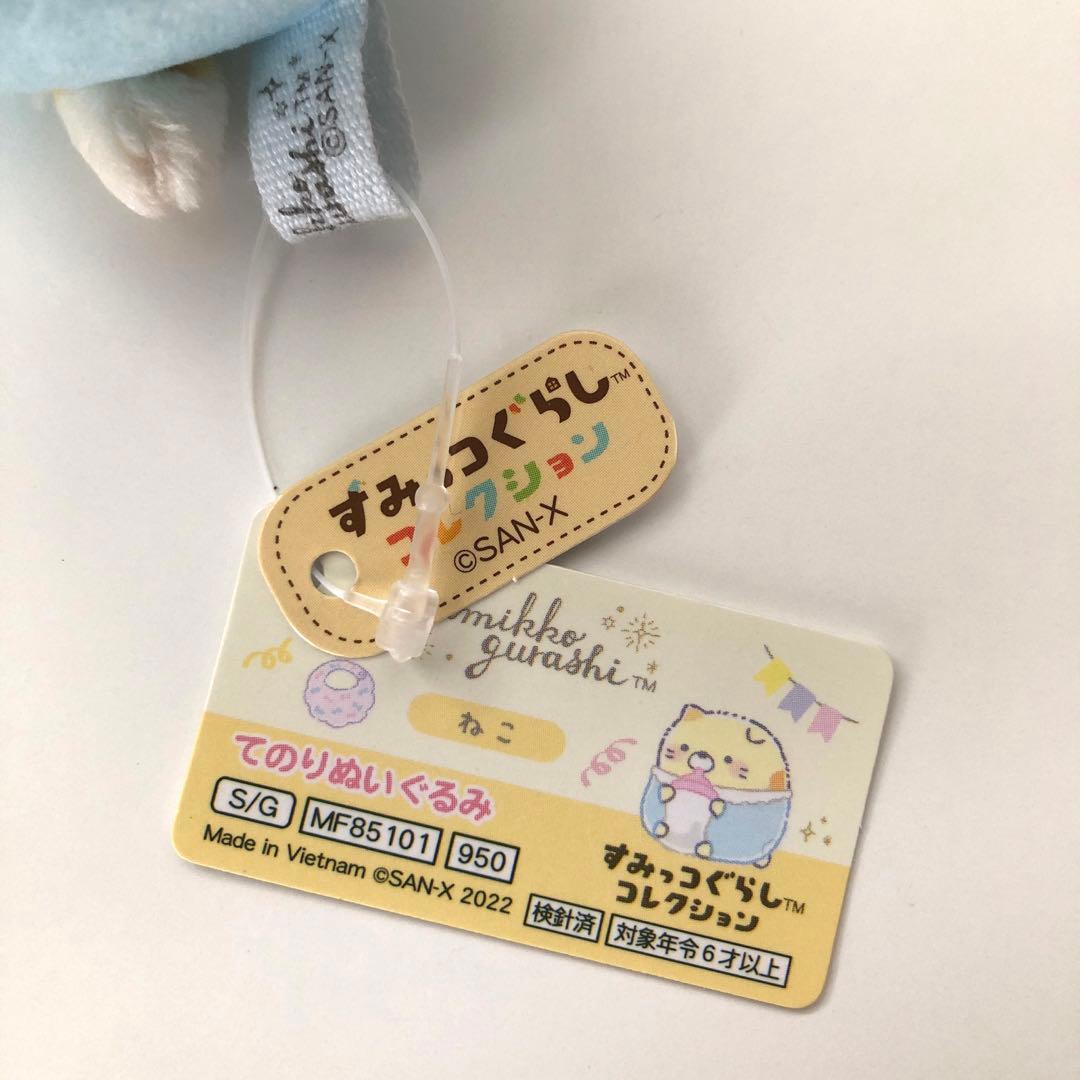 ©SAN-X
すみっコぐらし™
コレクション
©SAN-X
gurashi™
ねこ
てのりぬいぐるみ
S/G MF85101 950
Made in Vietnam ©SAN-X 2022
すみっコぐらし™
コレクション
検針済 対象年令6才以上